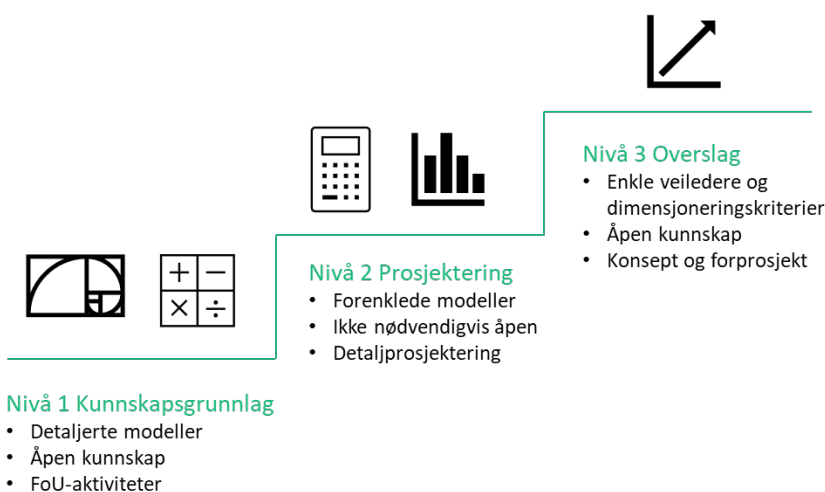 Nivå 3 Overslag
• Enkle veiledere og
dimensjoneringskriterier
• Åpen kunnskap
• Konsept og forprosjekt
Nivå 2 Prosjektering
• Forenklede modeller
• Ikke nødvendigvis åpen
• Detaljprosjektering
Nivå 1 Kunnskapsgrunnlag
• Detaljerte modeller
• Åpen kunnskap
• FoU-aktiviteter